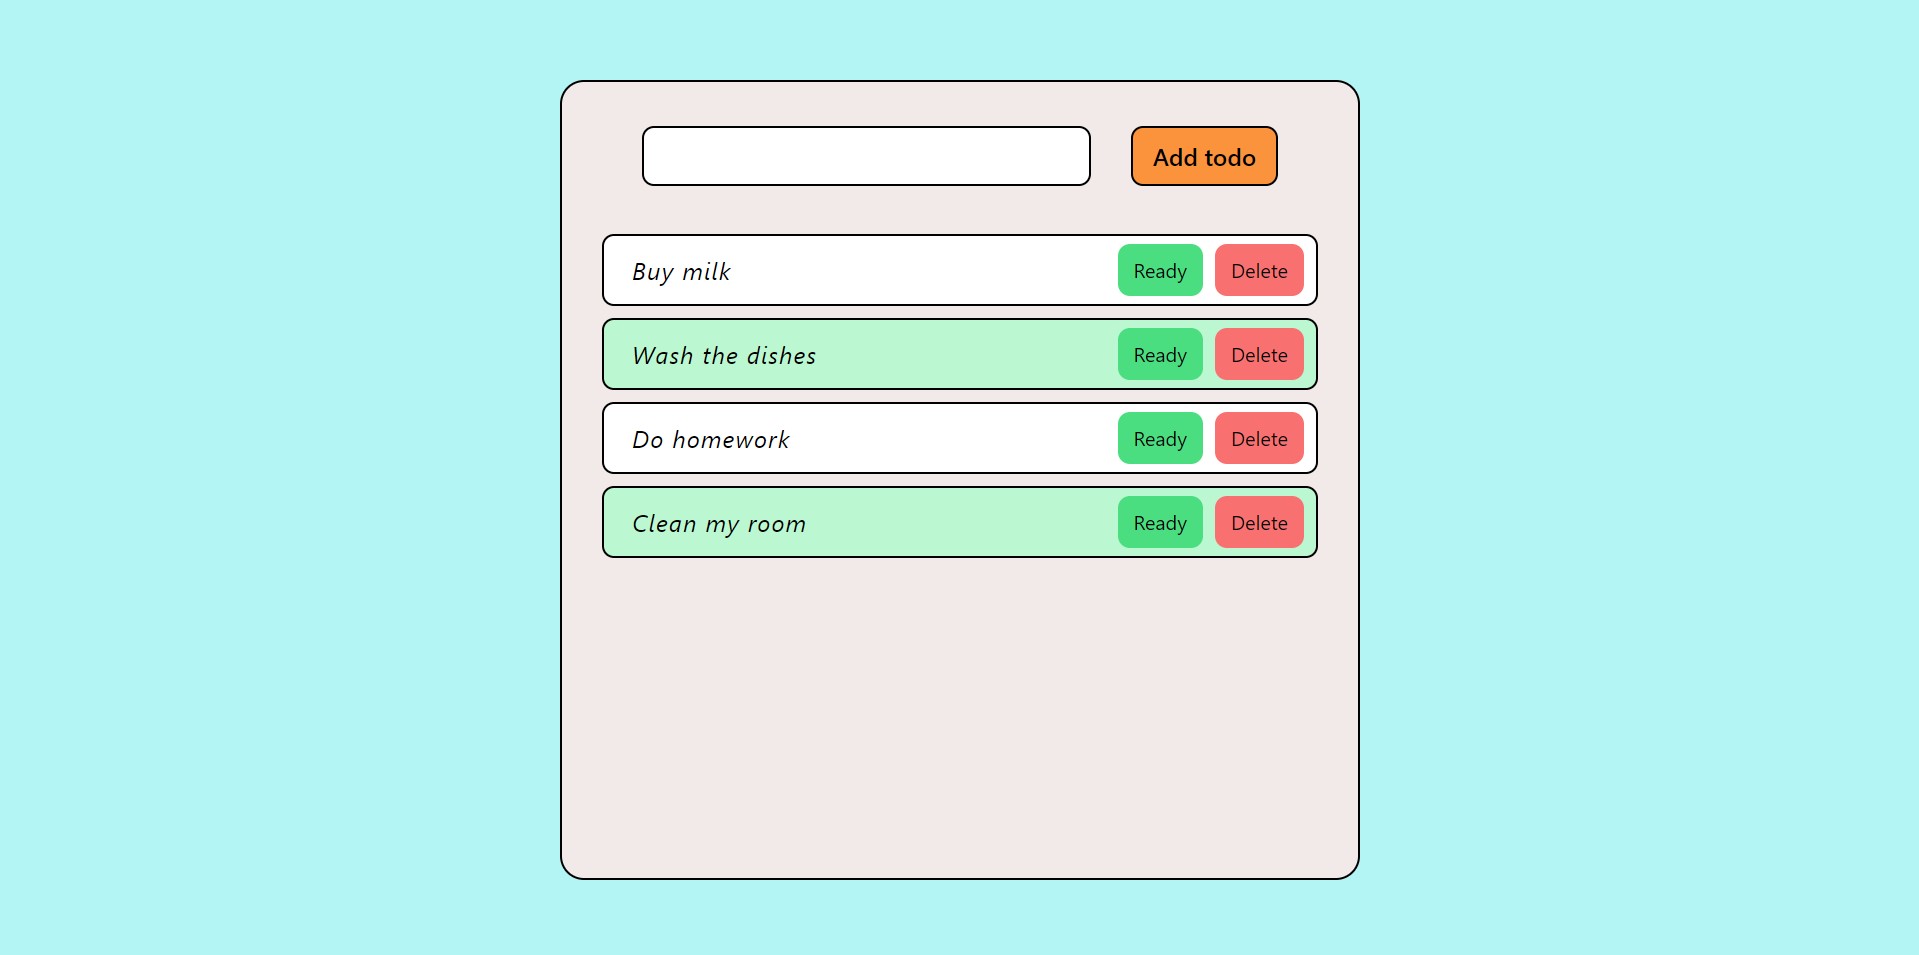 Add todo
Buy milk Ready Delete
Wash the dishes Ready Delete
Do homework Ready Delete
Clean my room Ready Delete